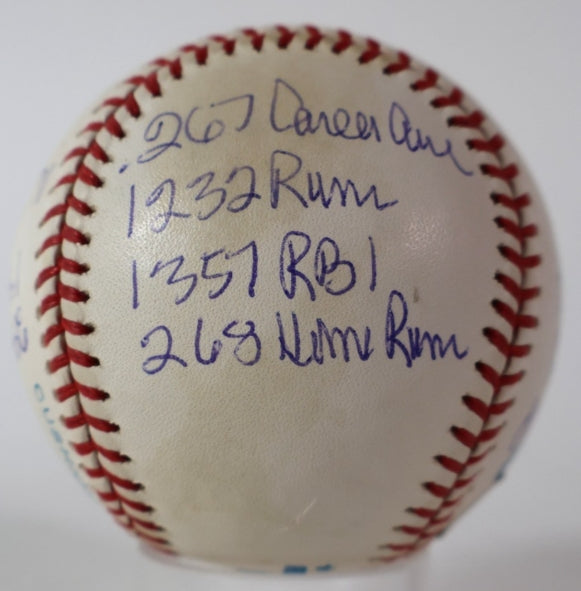 .267 Career Ave
1232 Runs
1357 RBI
268 Home Runs